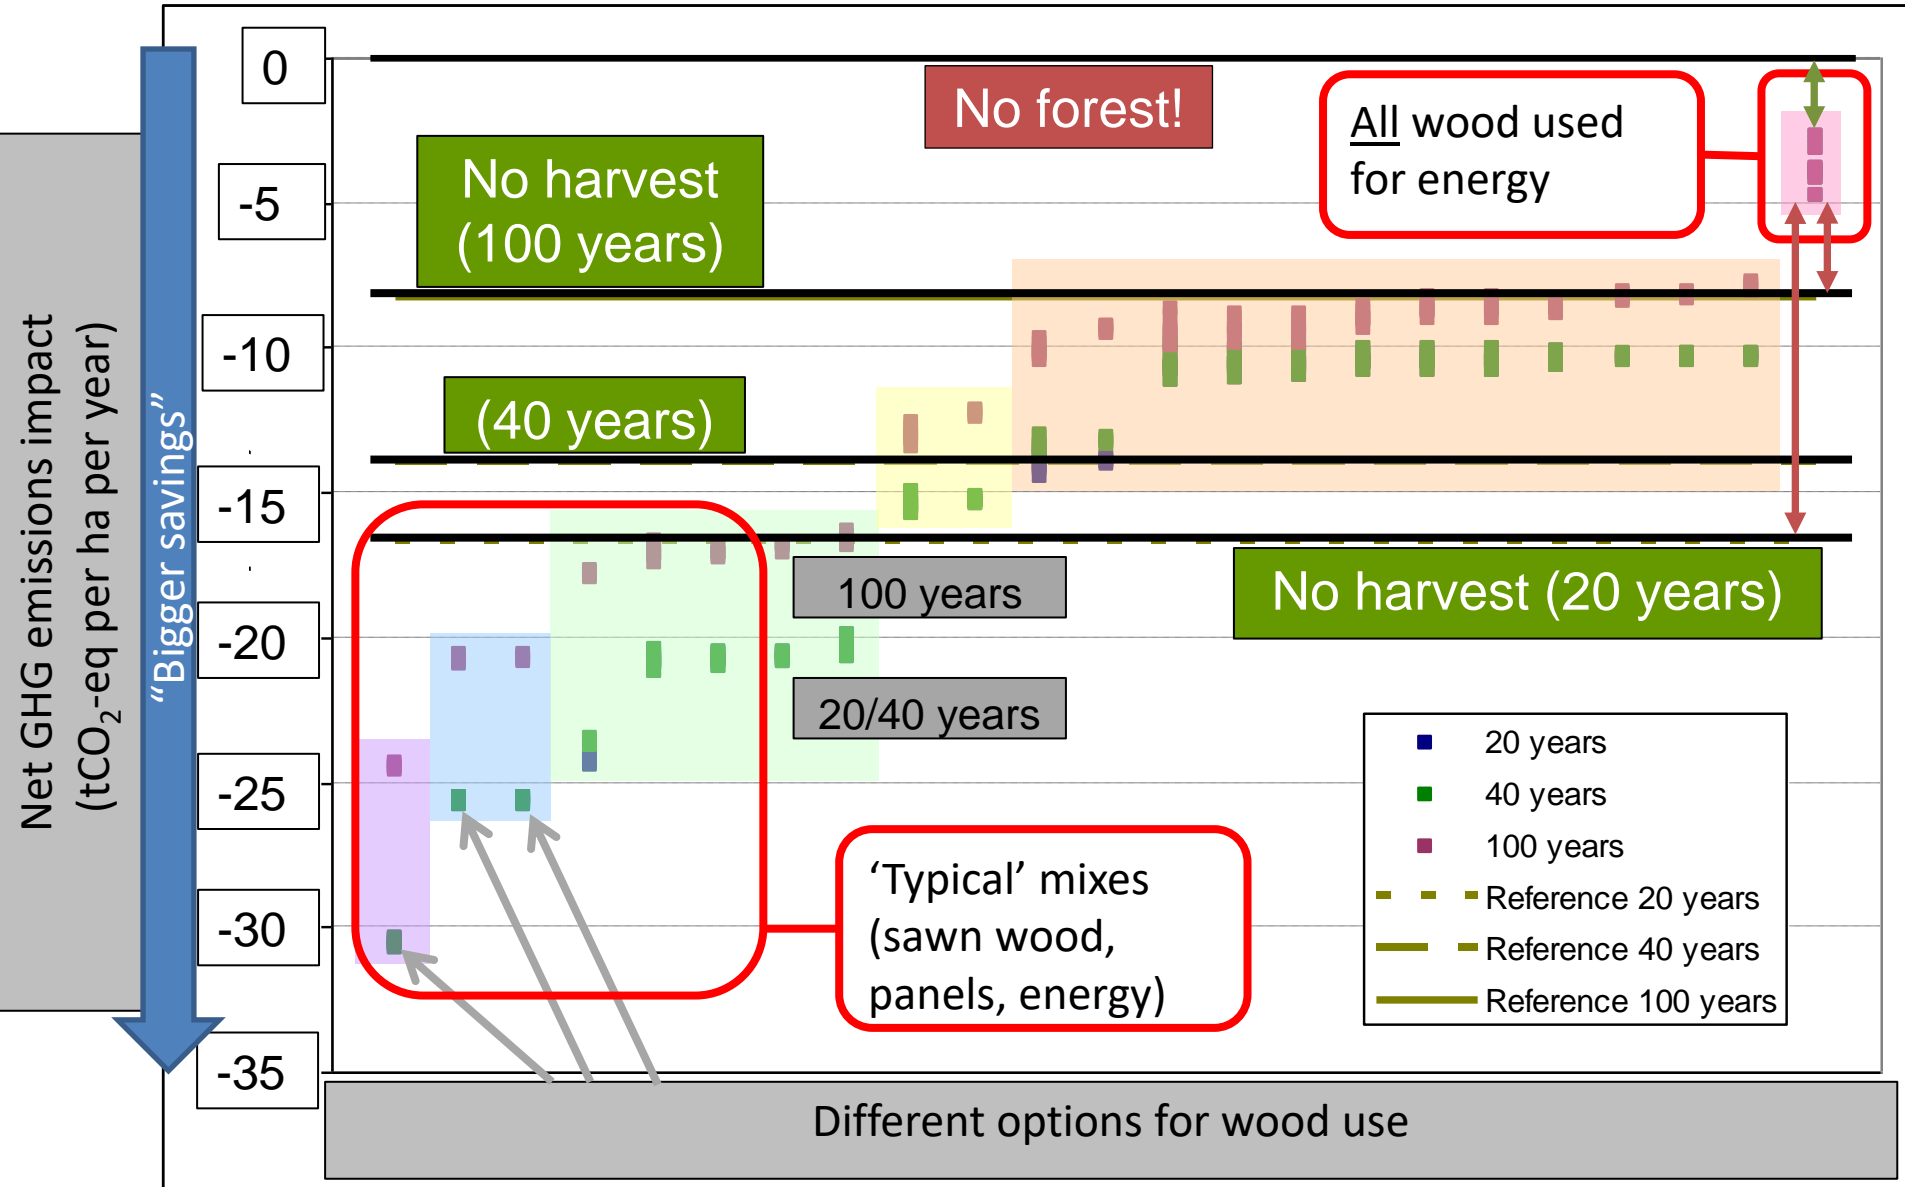 Net GHG emissions impact
(tCO₂-eq per ha per year)
“Bigger savings”
0
-5
-10
-15
-20
-25
-30
-35
No forest!
All wood used
for energy
No harvest
(100 years)
(40 years)
No harvest (20 years)
100 years
20/40 years
‘Typical’ mixes
(sawn wood,
panels, energy)
20 years
40 years
100 years
Reference 20 years
Reference 40 years
Reference 100 years
Different options for wood use